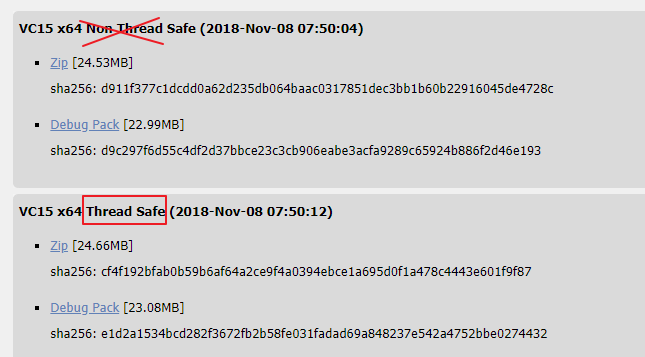 VC15 x64 Non Thread Safe (2018-Nov-08 07:50:04)
Zip [24.53MB]
sha256: d911f377c1dcdd0a62d235db064baac0317851dec3bb1b60b22916045de4728c
Debug Pack [22.99MB]
sha256: d9c297f6d55c4df2d37bbce23c3cb906eabe3acfa9289c65924b886f2d46e193
VC15 x64 Thread Safe (2018-Nov-08 07:50:12)
Zip [24.66MB]
sha256: cf4f192bfab0b59b6af64a2ce9f4a0394ebce1a695d0f1a478c4443e601f9f87
Debug Pack [23.08MB]
sha256: e1d2a1534bcd282f3672fb2b58fe031fadad69a848237e542a4752bbe0274432